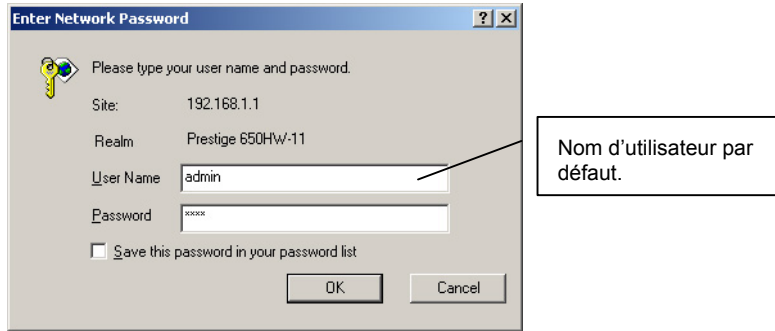 Enter Network Password
Please type your user name and password.
Site: 192.168.1.1
Realm Prestige 650HW-11
User Name admin
Password xxxx
Save this password in your password list
OK Cancel
Nom d’utilisateur par
défaut.